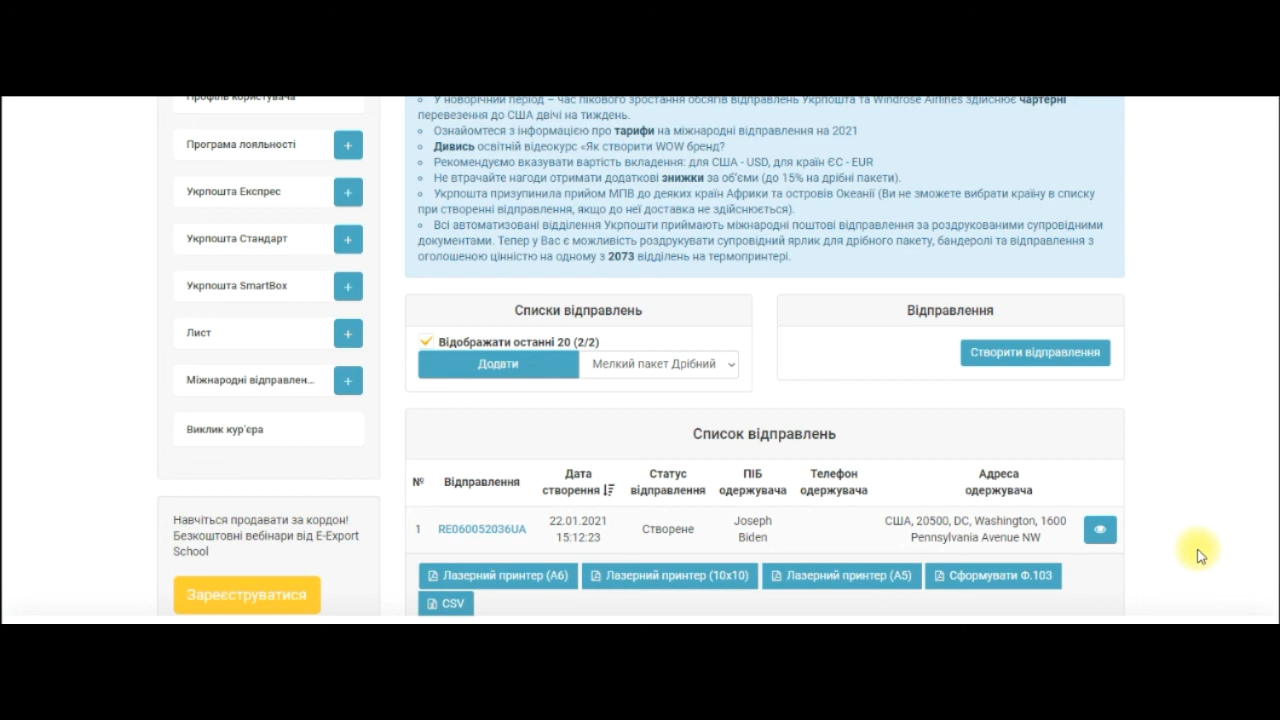 Профіль користувача
Програма лояльності
+
Укрпошта Експрес
+
Укрпошта Стандарт
+
Укрпошта SmartBox
+
Лист
+
Міжнародні відправлен...
+
Виклик кур'єра
Навчіться продавати за кордон!
Безкоштовні вебінари від E-Export
School
Зареєструватися
У новорічний період – час пікового зростання обсягів відправлень Укрпошта та Windrose Airlines здійснює чартерні
перевезення до США двічі на тиждень.
Ознайомтеся з інформацією про тарифи на міжнародні відправлення на 2021
Дивись освітній відеокурс «Як створити WOW бренд?
Рекомендуємо вказувати вартість вкладення: для США - USD, для країн ЄС - EUR
Не втрачайте нагоди отримати додаткові знижки за об'єми (до 15% на дрібні пакети).
Укрпошта призупинила прийом МПВ до деяких країн Африки та островів Океанії (Ви не зможете вибрати країну в списку
при створенні відправлення, якщо до неї доставка не здійснюється).
Всі автоматизовані відділення Укрпошти приймають міжнародні поштові відправлення за роздрукованими супровідними
документами. Тепер у Вас є можливість роздрукувати супровідний ярлик для дрібного пакету, бандеролі та відправлення з
оголошеною цінністю на одному з 2073 відділень на термопринтері.
Списки відправлень
Відображати останні 20 (2/2)
Додати
Мелкий пакет Дрібний
Відправлення
Створити відправлення
Список відправлень
№ Відправлення Дата створення Статус відправлення ПІБ одержувача Телефон одержувача Адреса одержувача
1 RE060052036UA 22.01.2021 15:12:23 Створене Joseph Biden США, 20500, DC, Washington, 1600 Pennsylvania Avenue NW
Лазерний принтер (А6) Лазерний принтер (10х10) Лазерний принтер (А5) Сформувати Ф.103
CSV